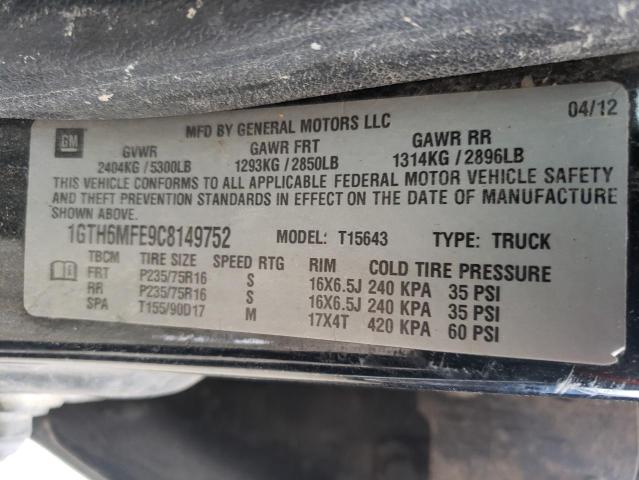 04/12
GM
MFD BY GENERAL MOTORS LLC
GVWR GAWR FRT GAWR RR
2404KG / 5300LB 1293KG / 2850LB 1314KG / 2896LB
THIS VEHICLE CONFORMS TO ALL APPLICABLE FEDERAL MOTOR VEHICLE SAFETY
AND THEFT PREVENTION STANDARDS IN EFFECT ON THE DATE OF MANUFACTURE
SHOWN ABOVE.
1GTH6MFE9C8149752 MODEL: T15643 TYPE: TRUCK
TBCM TIRE SIZE SPEED RTG RIM COLD TIRE PRESSURE
FRT P235/75R16 S 16X6.5J 240 KPA 35 PSI
RR P235/75R16 S 16X6.5J 240 KPA 35 PSI
SPA T155/90D17 M 17X4T 420 KPA 60 PSI